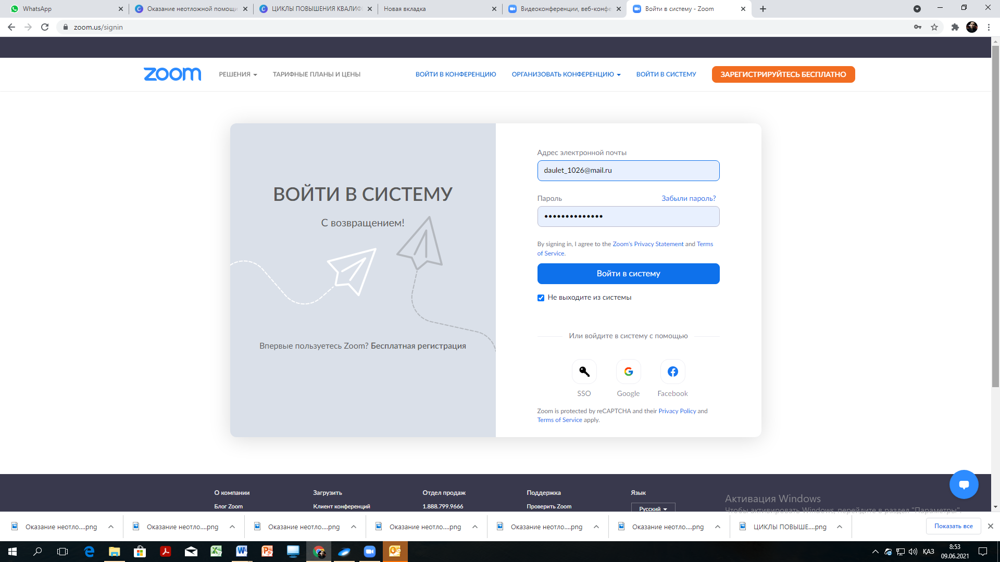 WhatsApp
Оказание неотложной помощи
ЦИКЛЫ ПОВЫШЕНИЯ КВАЛИФ
Новая вкладка
Видеоконференции, веб-конфе
Войти в систему - Zoom
zoom.us/signin
zoom
РЕШЕНИЯ
ТАРИФНЫЕ ПЛАНЫ И ЦЕНЫ
ВОЙТИ В КОНФЕРЕНЦИЮ
ОРГАНИЗОВАТЬ КОНФЕРЕНЦИЮ
ВОЙТИ В СИСТЕМУ
ЗАРЕГИСТРИРУЙТЕСЬ БЕСПЛАТНО
ВОЙТИ В СИСТЕМУ
С возвращением!
Впервые пользуетесь Zoom? Бесплатная регистрация
Адрес электронной почты
daulet_1026@mail.ru
Пароль
Забыли пароль?
••••••••••••••
By signing in, I agree to the Zoom's Privacy Statement and Terms
of Service.
Войти в систему
Не выходите из системы
Или войдите в систему с помощью
SSO
Google
Facebook
Zoom is protected by reCAPTCHA and their Privacy Policy and
Terms of Service apply.
О компании
Загрузить
Отдел продаж
Поддержка
Язык
Блог Zoom
Клиент конференций
1.888.799.9666
Проверить Zoom
Русский
Активация Windows
Чтобы активировать Windows, перейдите в раздел "Параметры".
Оказание неотло....png
Оказание неотло....png
Оказание неотло....png
Оказание неотло....png
Оказание неотло....png
Оказание неотло....png
ЦИКЛЫ ПОВЫШЕ....png
Показать все
ҚАЗ
8:53
09.06.2021